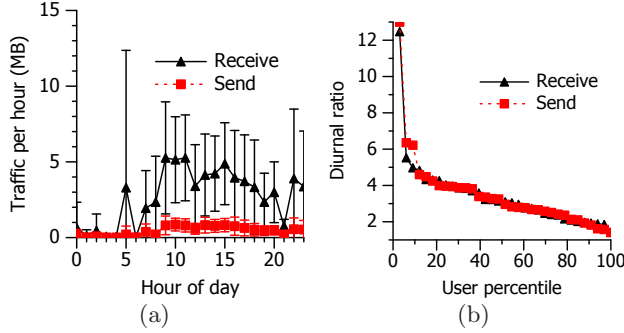 Traffic per hour (MB)
15
10
5
0
0
5
10
15
20
Hour of day
Receive
Send
(a)
Diurnal ratio
12
10
8
6
4
2
0
20
40
60
80
100
User percentile
Receive
Send
(b)